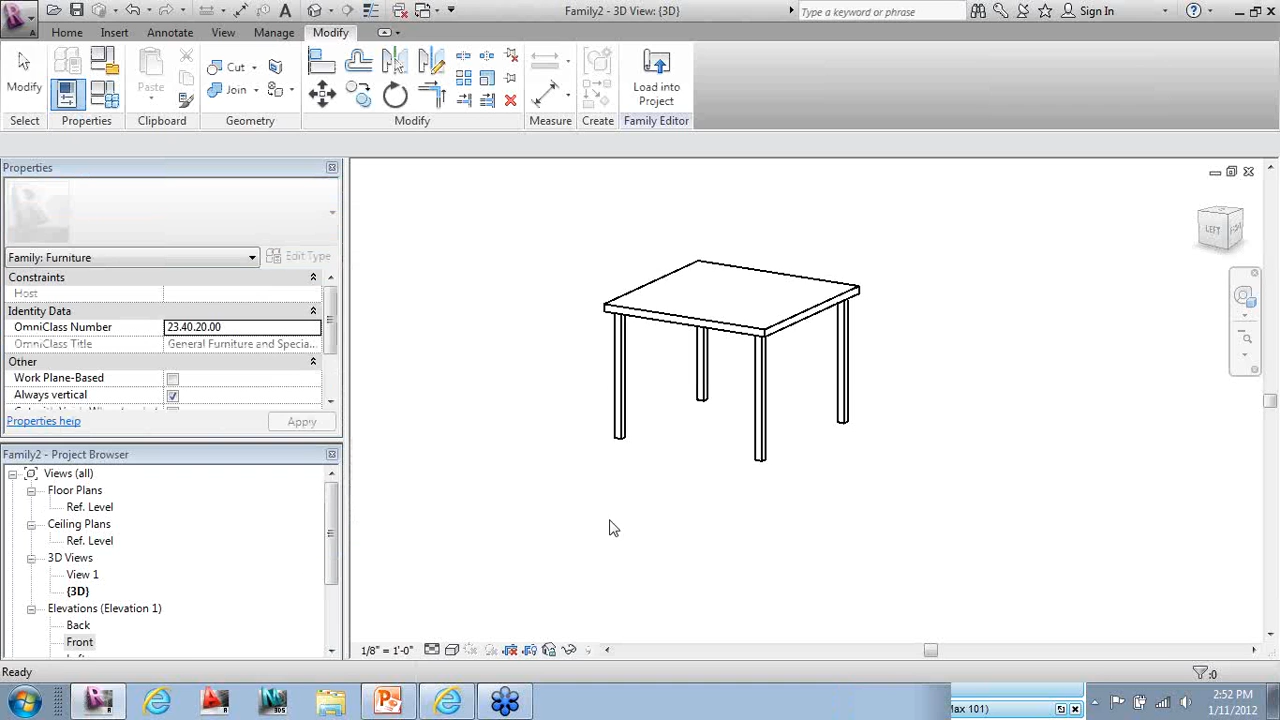 Family2 - 3D View: {3D}
Type a keyword or phrase
Sign In
Home
Insert
Annotate
View
Manage
Modify
Modify
Paste
Cut
Join
Load into
Project
Select
Properties
Clipboard
Geometry
Modify
Measure
Create
Family Editor
Properties
Family: Furniture
Edit Type
Constraints
Host
Identity Data
OmniClass Number
23.40.20.00
OmniClass Title
General Furniture and Specia...
Other
Work Plane-Based
Always vertical
Properties help
Apply
Family2 - Project Browser
Views (all)
Floor Plans
Ref. Level
Ceiling Plans
Ref. Level
3D Views
View 1
{3D}
Elevations (Elevation 1)
Back
Front
LEFT
1/8" = 1'-0"
Ready
:0
2:52 PM
1/11/2012
Max 101)